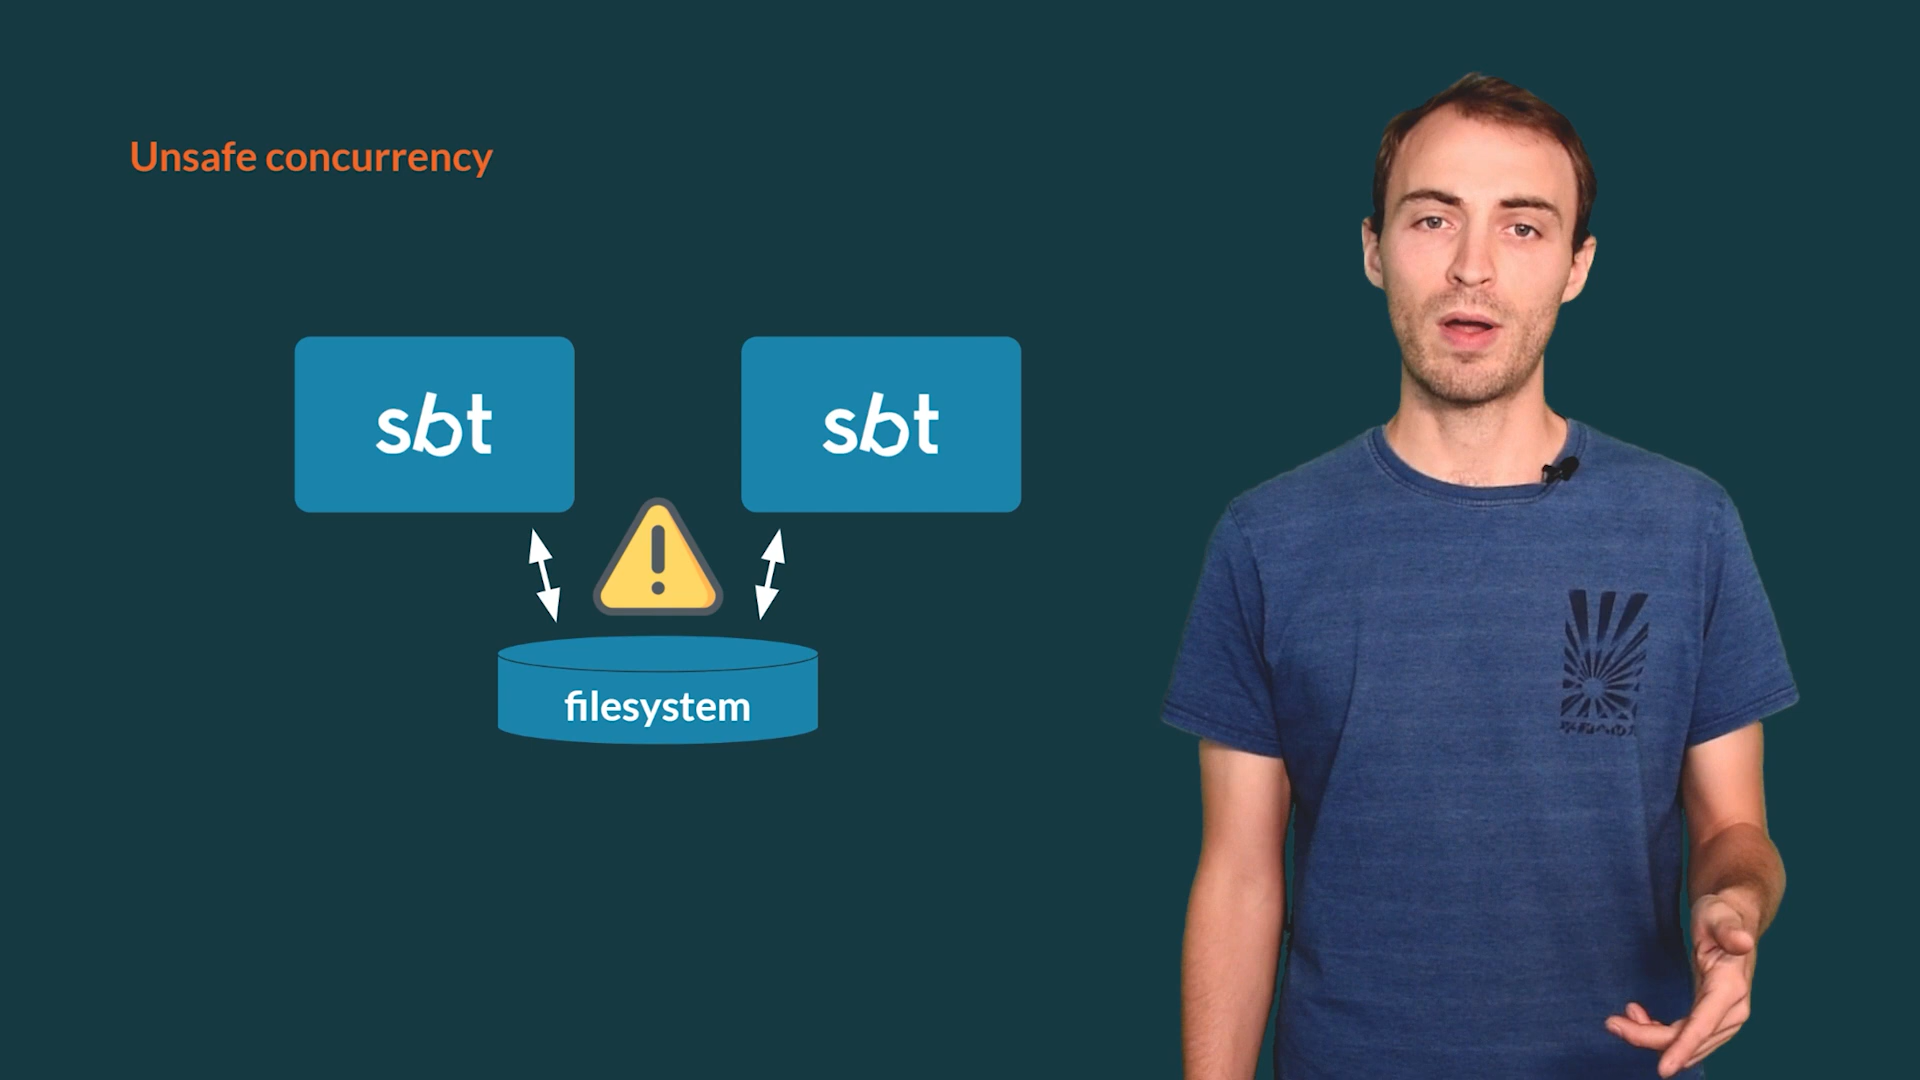 Unsafe concurrency
sbt
sbt
filesystem